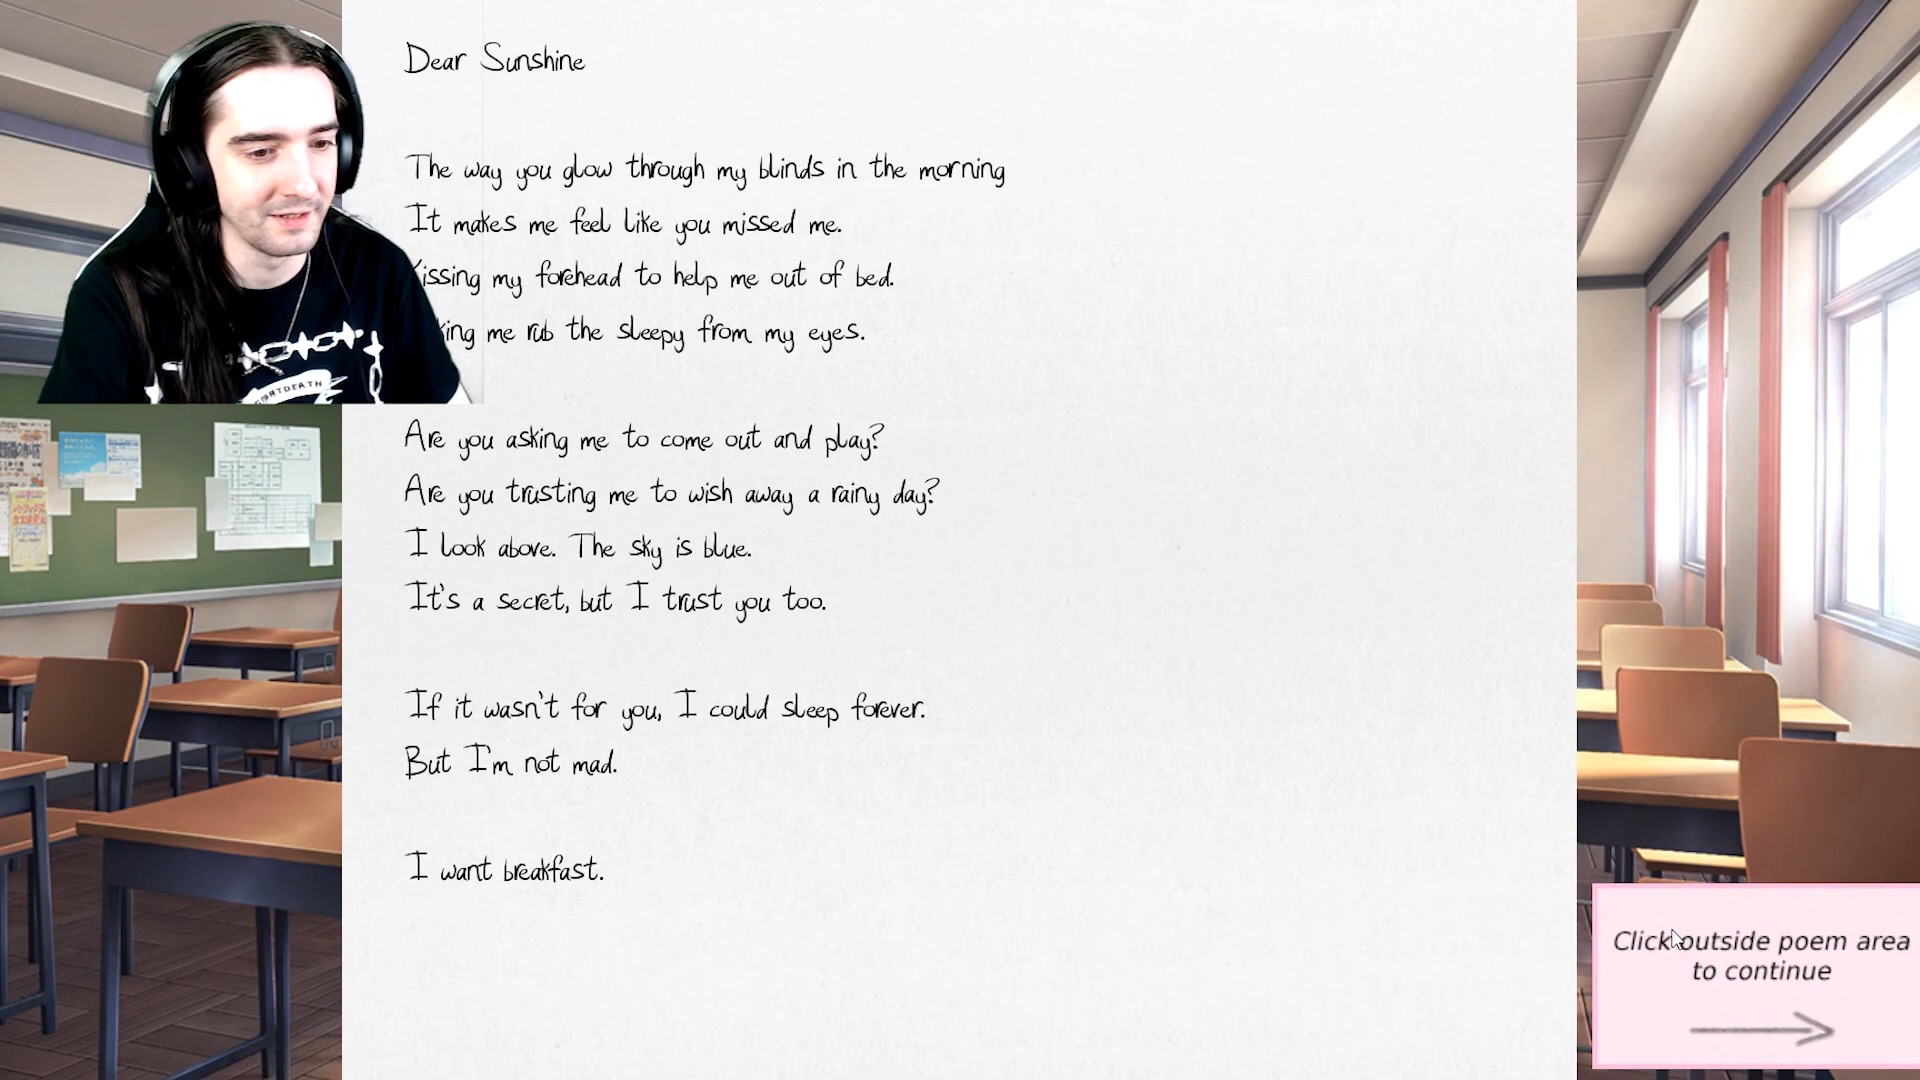 Dear Sunshine
The way you glow through my blinds in the morning
It makes me feel like you missed me.
issing my forehead to help me out of bed.
king me rub the sleepy from my eyes.
Are you asking me to come out and play?
Are you trusting me to wish away a rainy day?
I look above. The sky is blue.
It's a secret, but I trust you too.
If it wasn't for you, I could sleep forever.
But I'm not mad.
I want breakfast.
Click outside poem area
to continue